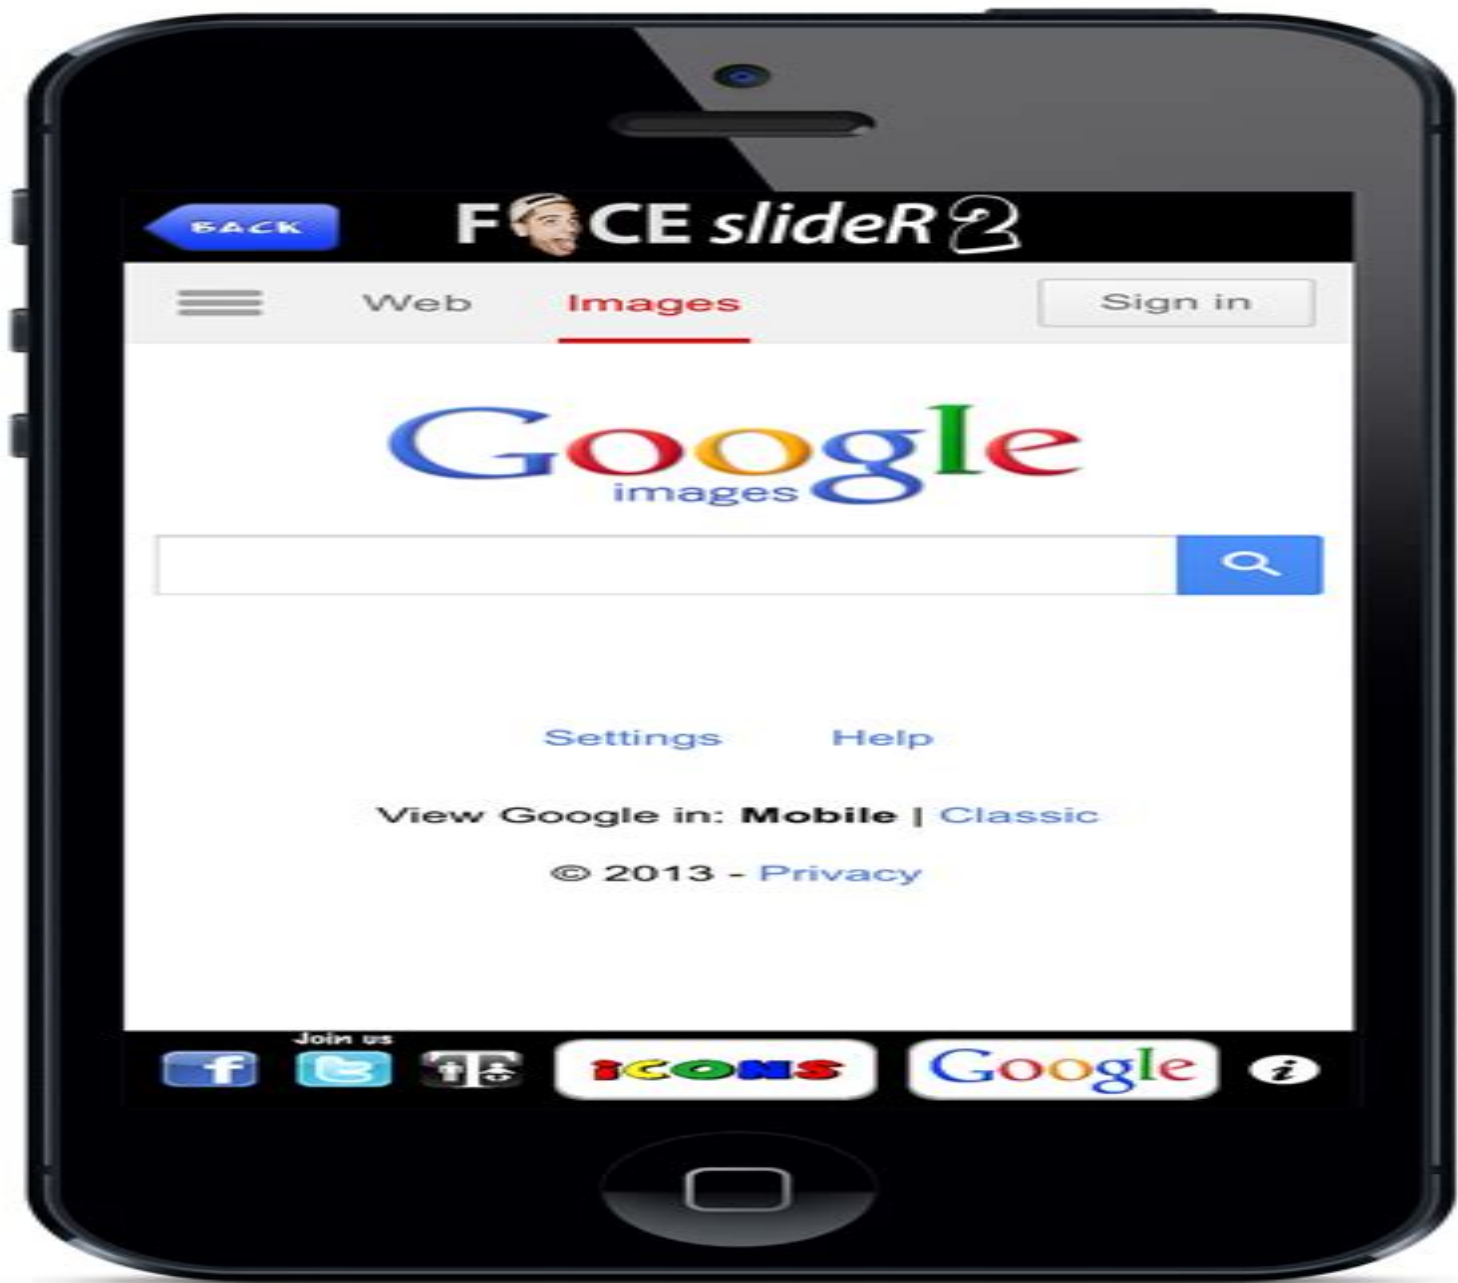 BACK
F CE slideR 2
Web Images Sign in
Google
images
Settings Help
View Google in: Mobile | Classic
© 2013 - Privacy
Join us
f
iCONS Google i